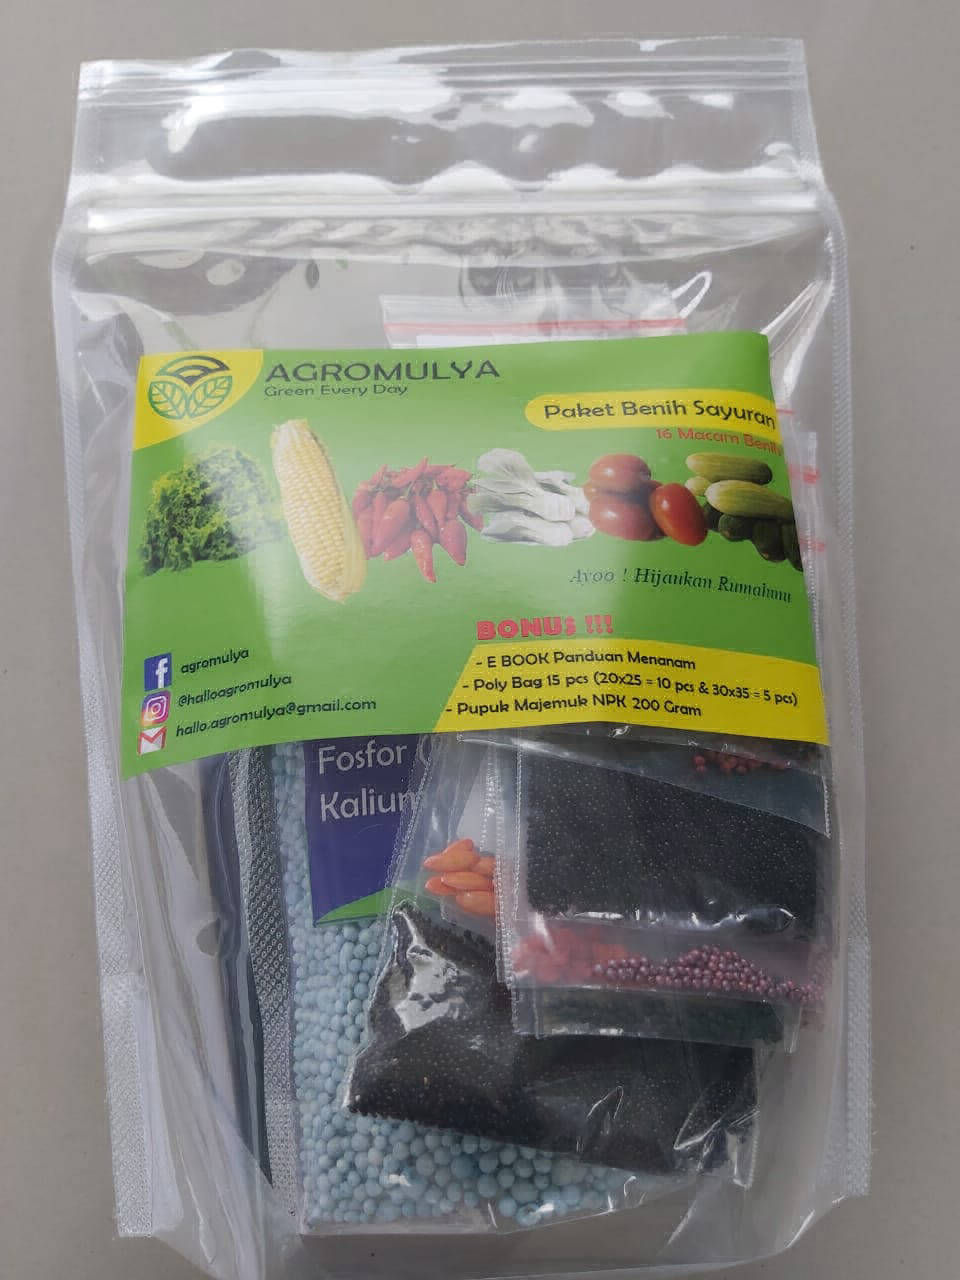 AGROMULYA
Green Every Day
Paket Benih Sayuran
16 Macam Benih
Ayoo ! Hijaukan Rumahmu
BONUS !!!
- E BOOK Panduan Menanam
- Poly Bag 15 pcs (20x25 = 10 pcs & 30x35 = 5 pcs)
- Pupuk Majemuk NPK 200 Gram
agromulya
@halloagromulya
hallo.agromulya@gmail.com
Fosfor (
Kalium